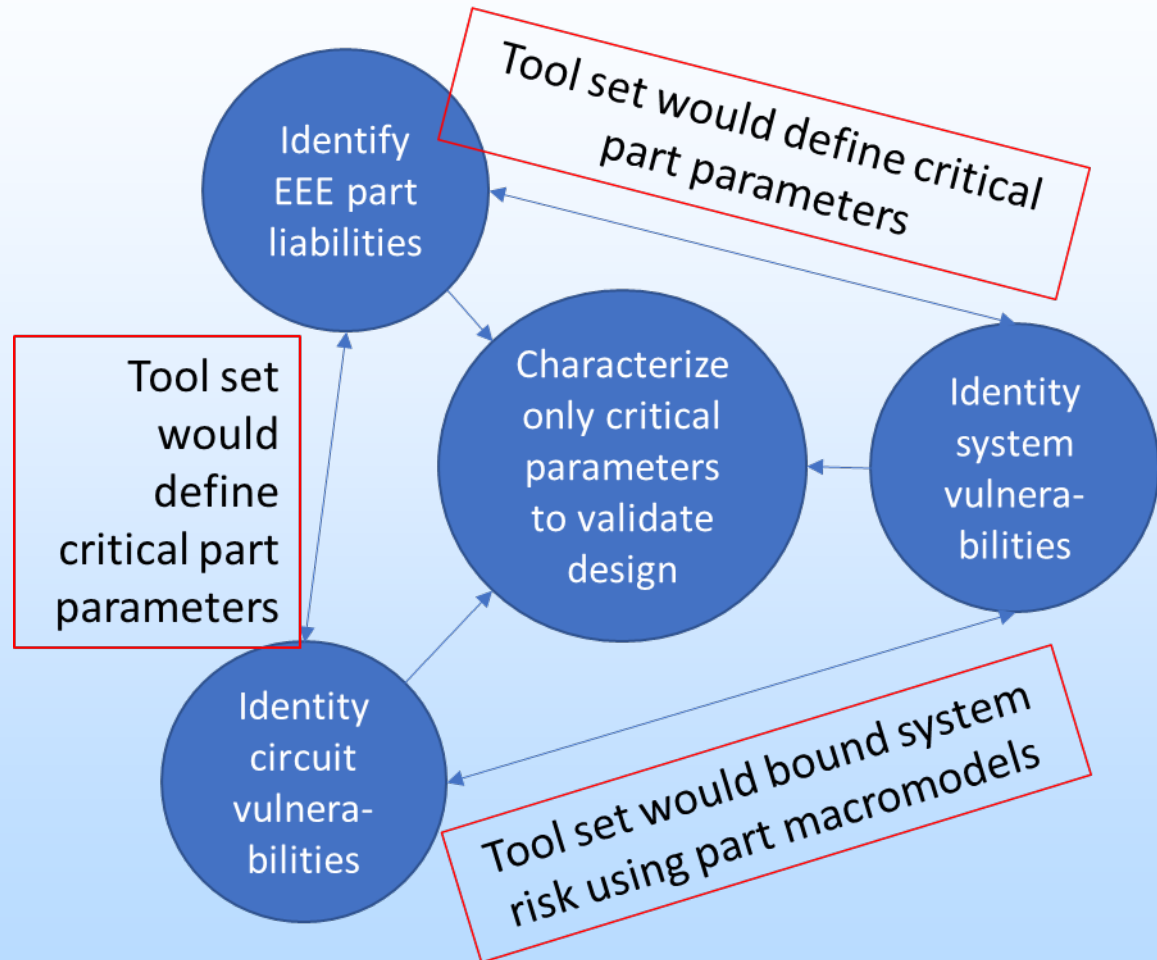 Identify
EEE part
liabilities
Tool set would define critical
part parameters
Tool set
would
define
critical part
parameters
Characterize
only critical
parameters
to validate
design
Identity
system
vulnera-
bilities
Identity
circuit
vulnera-
bilities
Tool set would bound system
risk using part macromodels